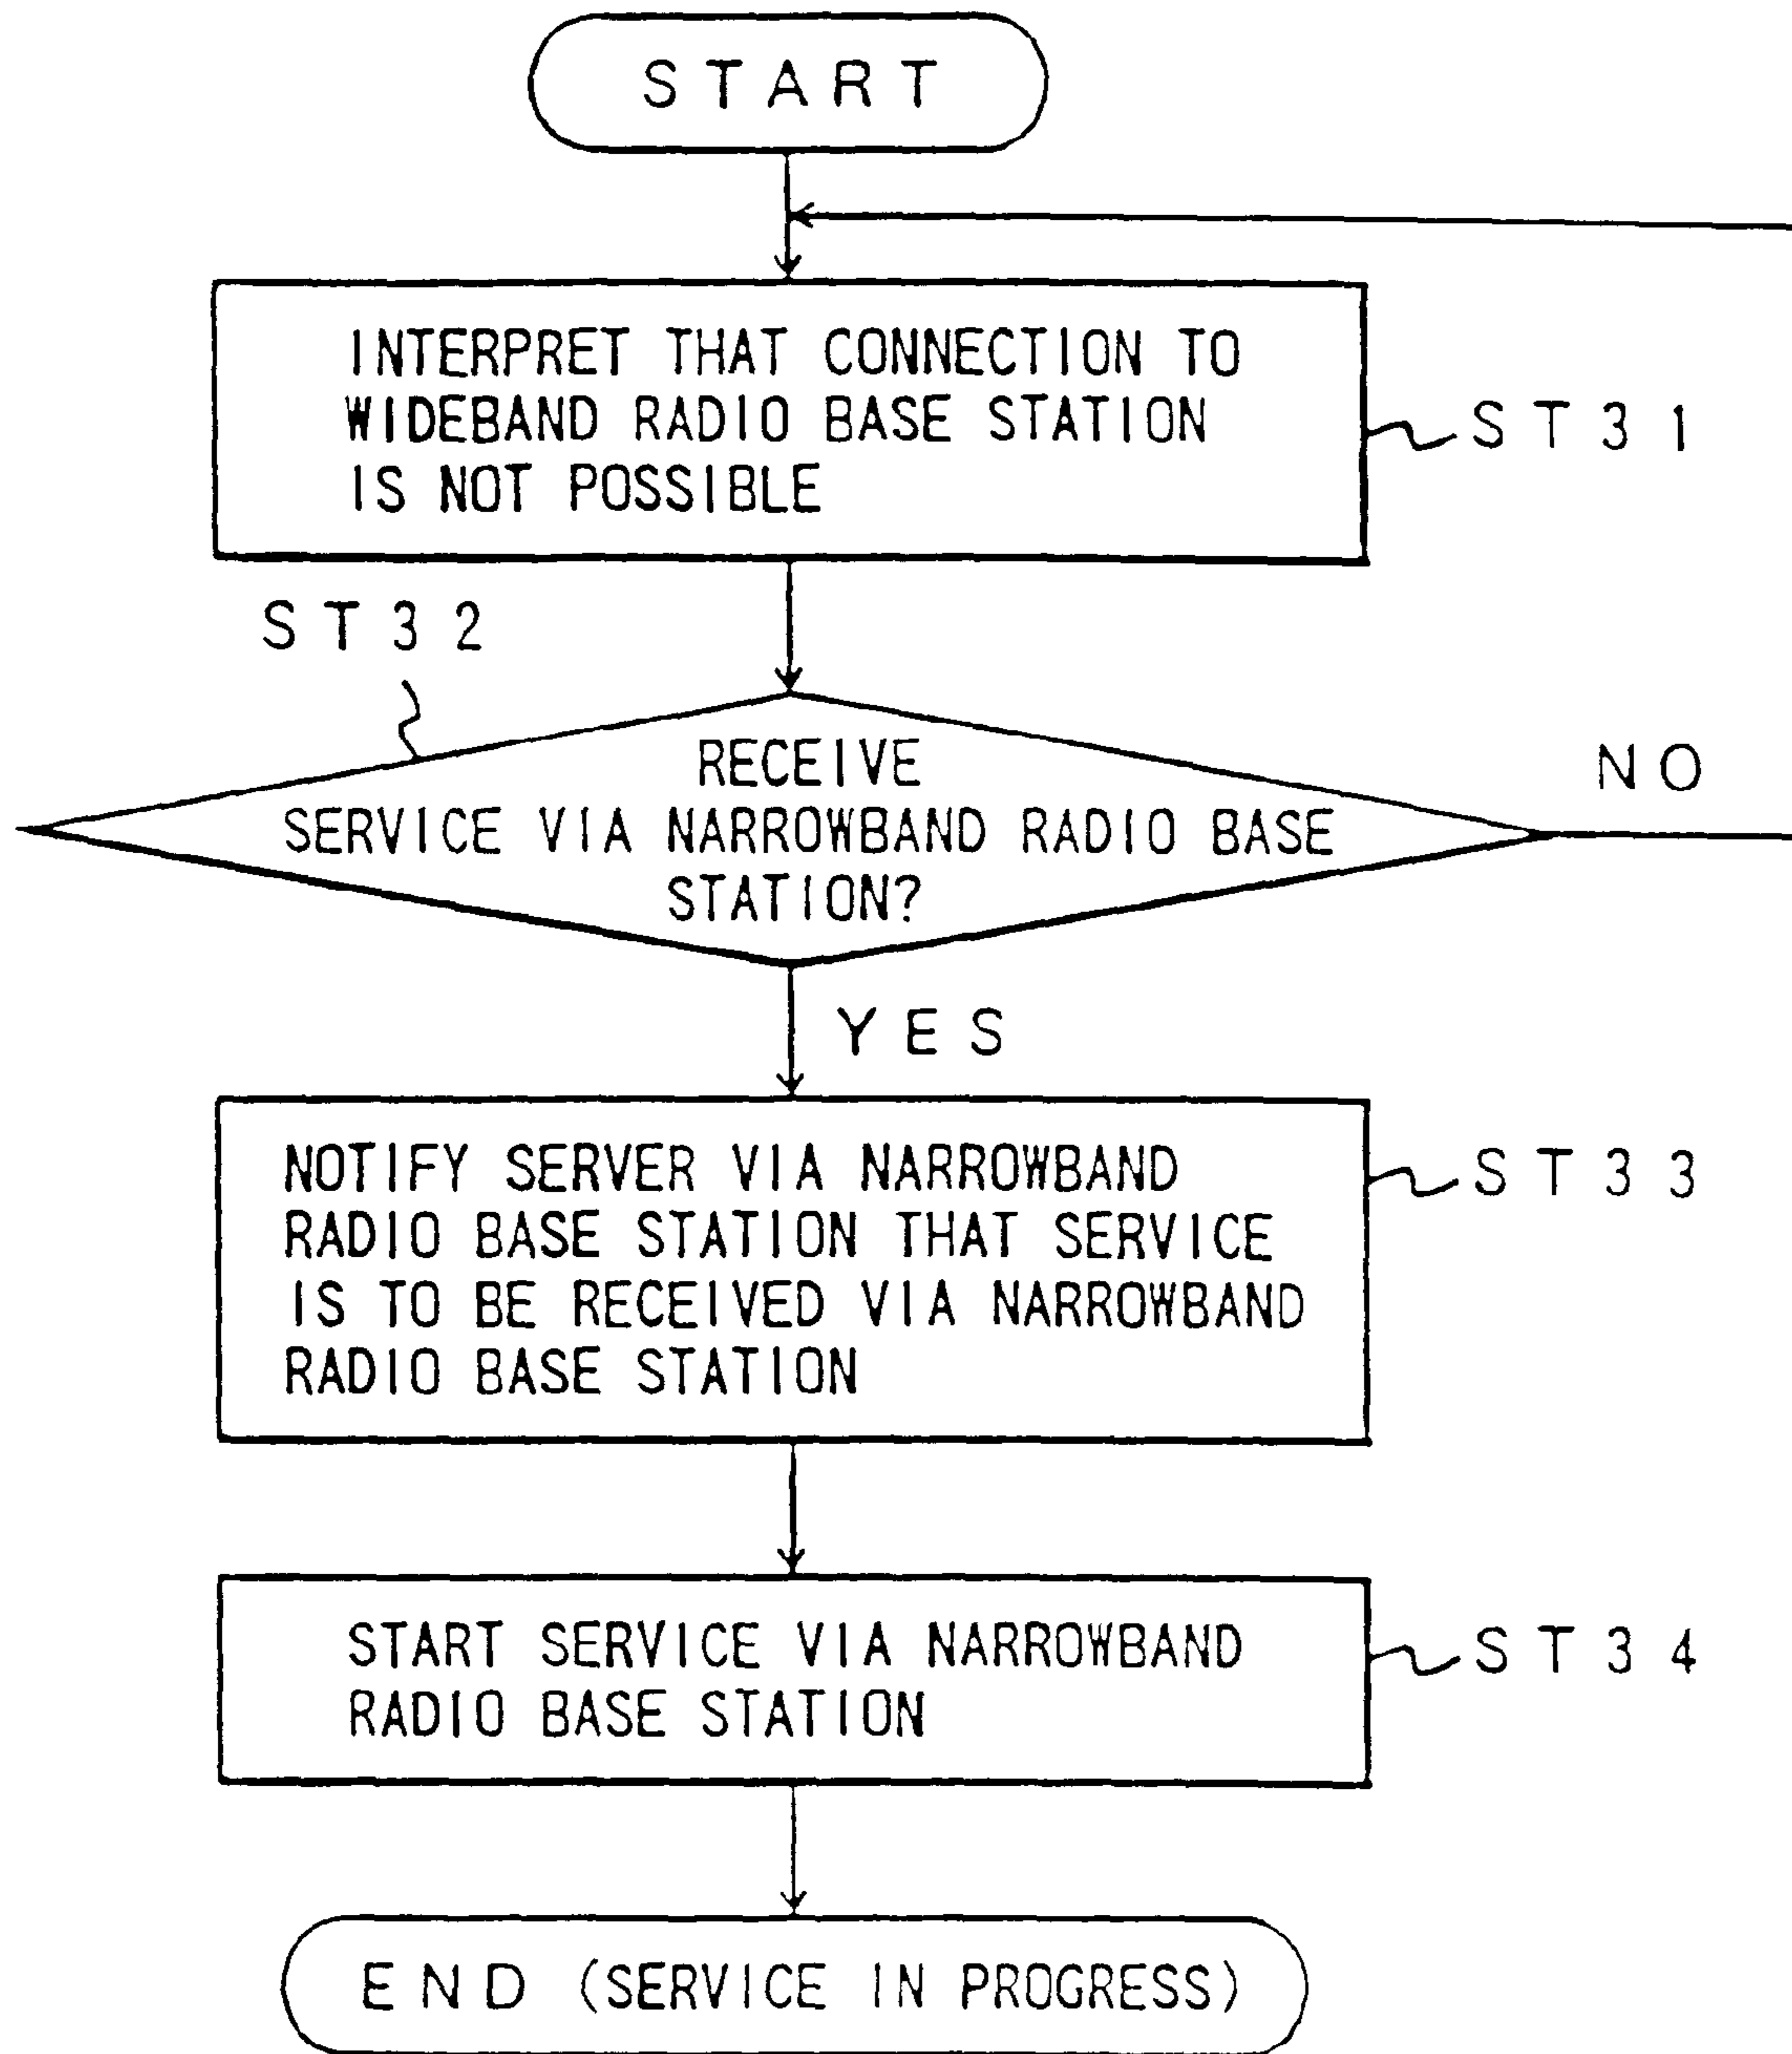 START
INTERPRET THAT CONNECTION TO
WIDEBAND RADIO BASE STATION
IS NOT POSSIBLE
ST31
ST32
RECEIVE
SERVICE VIA NARROWBAND RADIO BASE
STATION?
NO
YES
NOTIFY SERVER VIA NARROWBAND
RADIO BASE STATION THAT SERVICE
IS TO BE RECEIVED VIA NARROWBAND
RADIO BASE STATION
ST33
START SERVICE VIA NARROWBAND
RADIO BASE STATION
ST34
END (SERVICE IN PROGRESS)